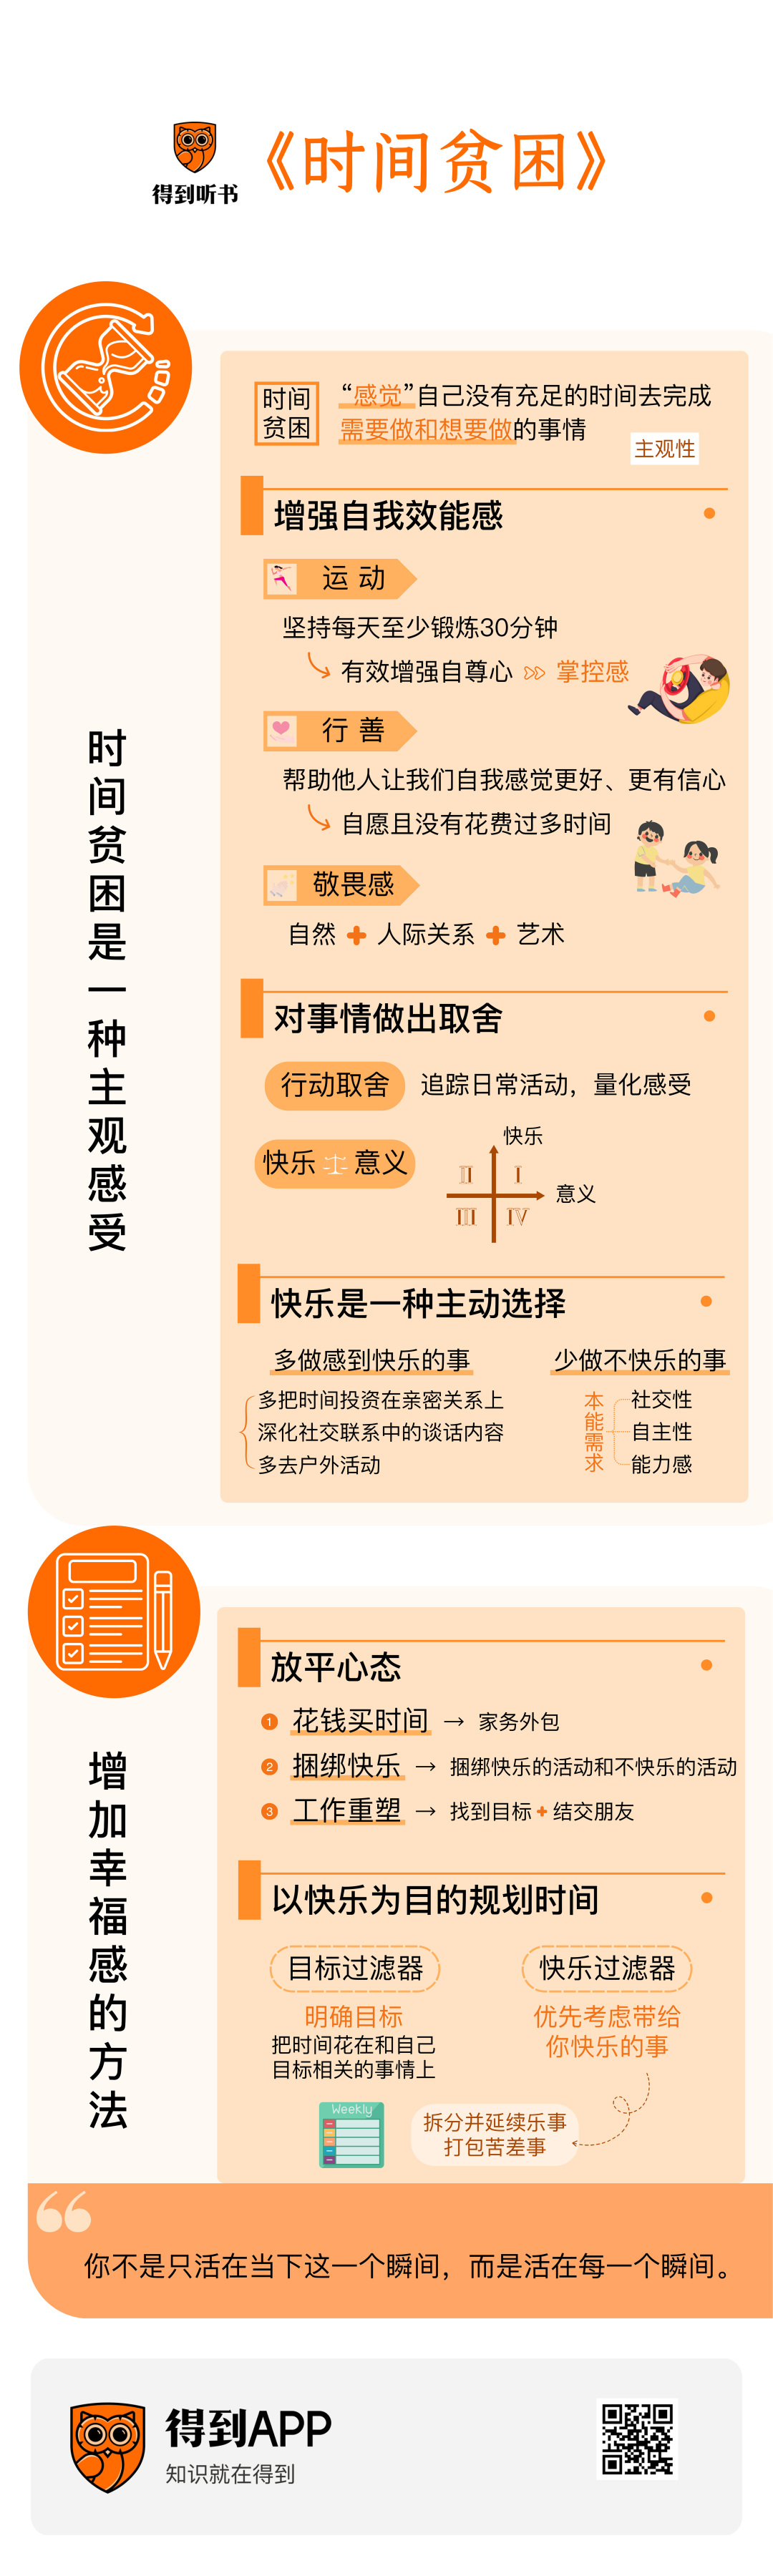 得到听书
《时间贫困》
时间贫困是一种主观感受
时间
贫困
“感觉”自己没有充足的时间去完成
需要做和想要做的事情
主观性
增强自我效能感
运 动
坚持每天至少锻炼30分钟
有效增强自尊心 掌控感
行 善
帮助他人让我们自我感觉更好、更有信心
自愿且没有花费过多时间
敬畏感
自然 + 人际关系 + 艺术
对事情做出取舍
行动取舍 追踪日常活动，量化感受
快乐 意义
快乐
II I
意义
III IV
快乐是一种主动选择
多做感到快乐的事
多把时间投资在亲密关系上
深化社交联系中的谈话内容
多去户外活动
少做不快乐的事
本能需求
社交性
自主性
能力感
增加幸福感的方法
放平心态
1 花钱买时间 → 家务外包
2 捆绑快乐 → 捆绑快乐的活动和不快乐的活动
3 工作重塑 → 找到目标 + 结交朋友
以快乐为目的规划时间
目标过滤器
明确目标
把时间花在和自己
目标相关的事情上
Weekly
快乐过滤器
优先考虑带给
你快乐的事
拆分并延续乐事
打包苦差事
“
你不是只活在当下这一个瞬间，而是活在每一个瞬间。
得到APP
知识就在得到